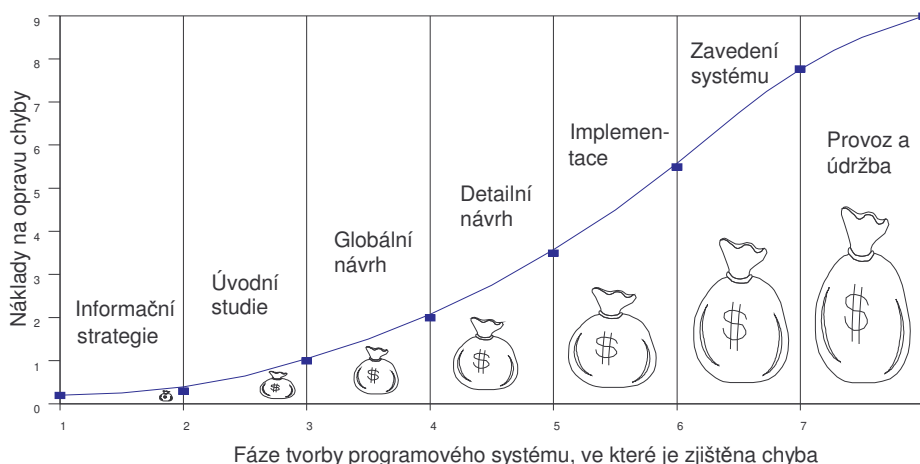 9
8
7
6
5
4
3
2
1
0
Náklady na opravu chyby
Informační
strategie
Úvodní
studie
Globální
návrh
Detailní
návrh
Implemen-
tace
Zavedení
systému
Provoz a
údržba
$
$
$
$
$
$
1 2 3 4 5 6 7
Fáze tvorby programového systému, ve které je zjištěna chyba